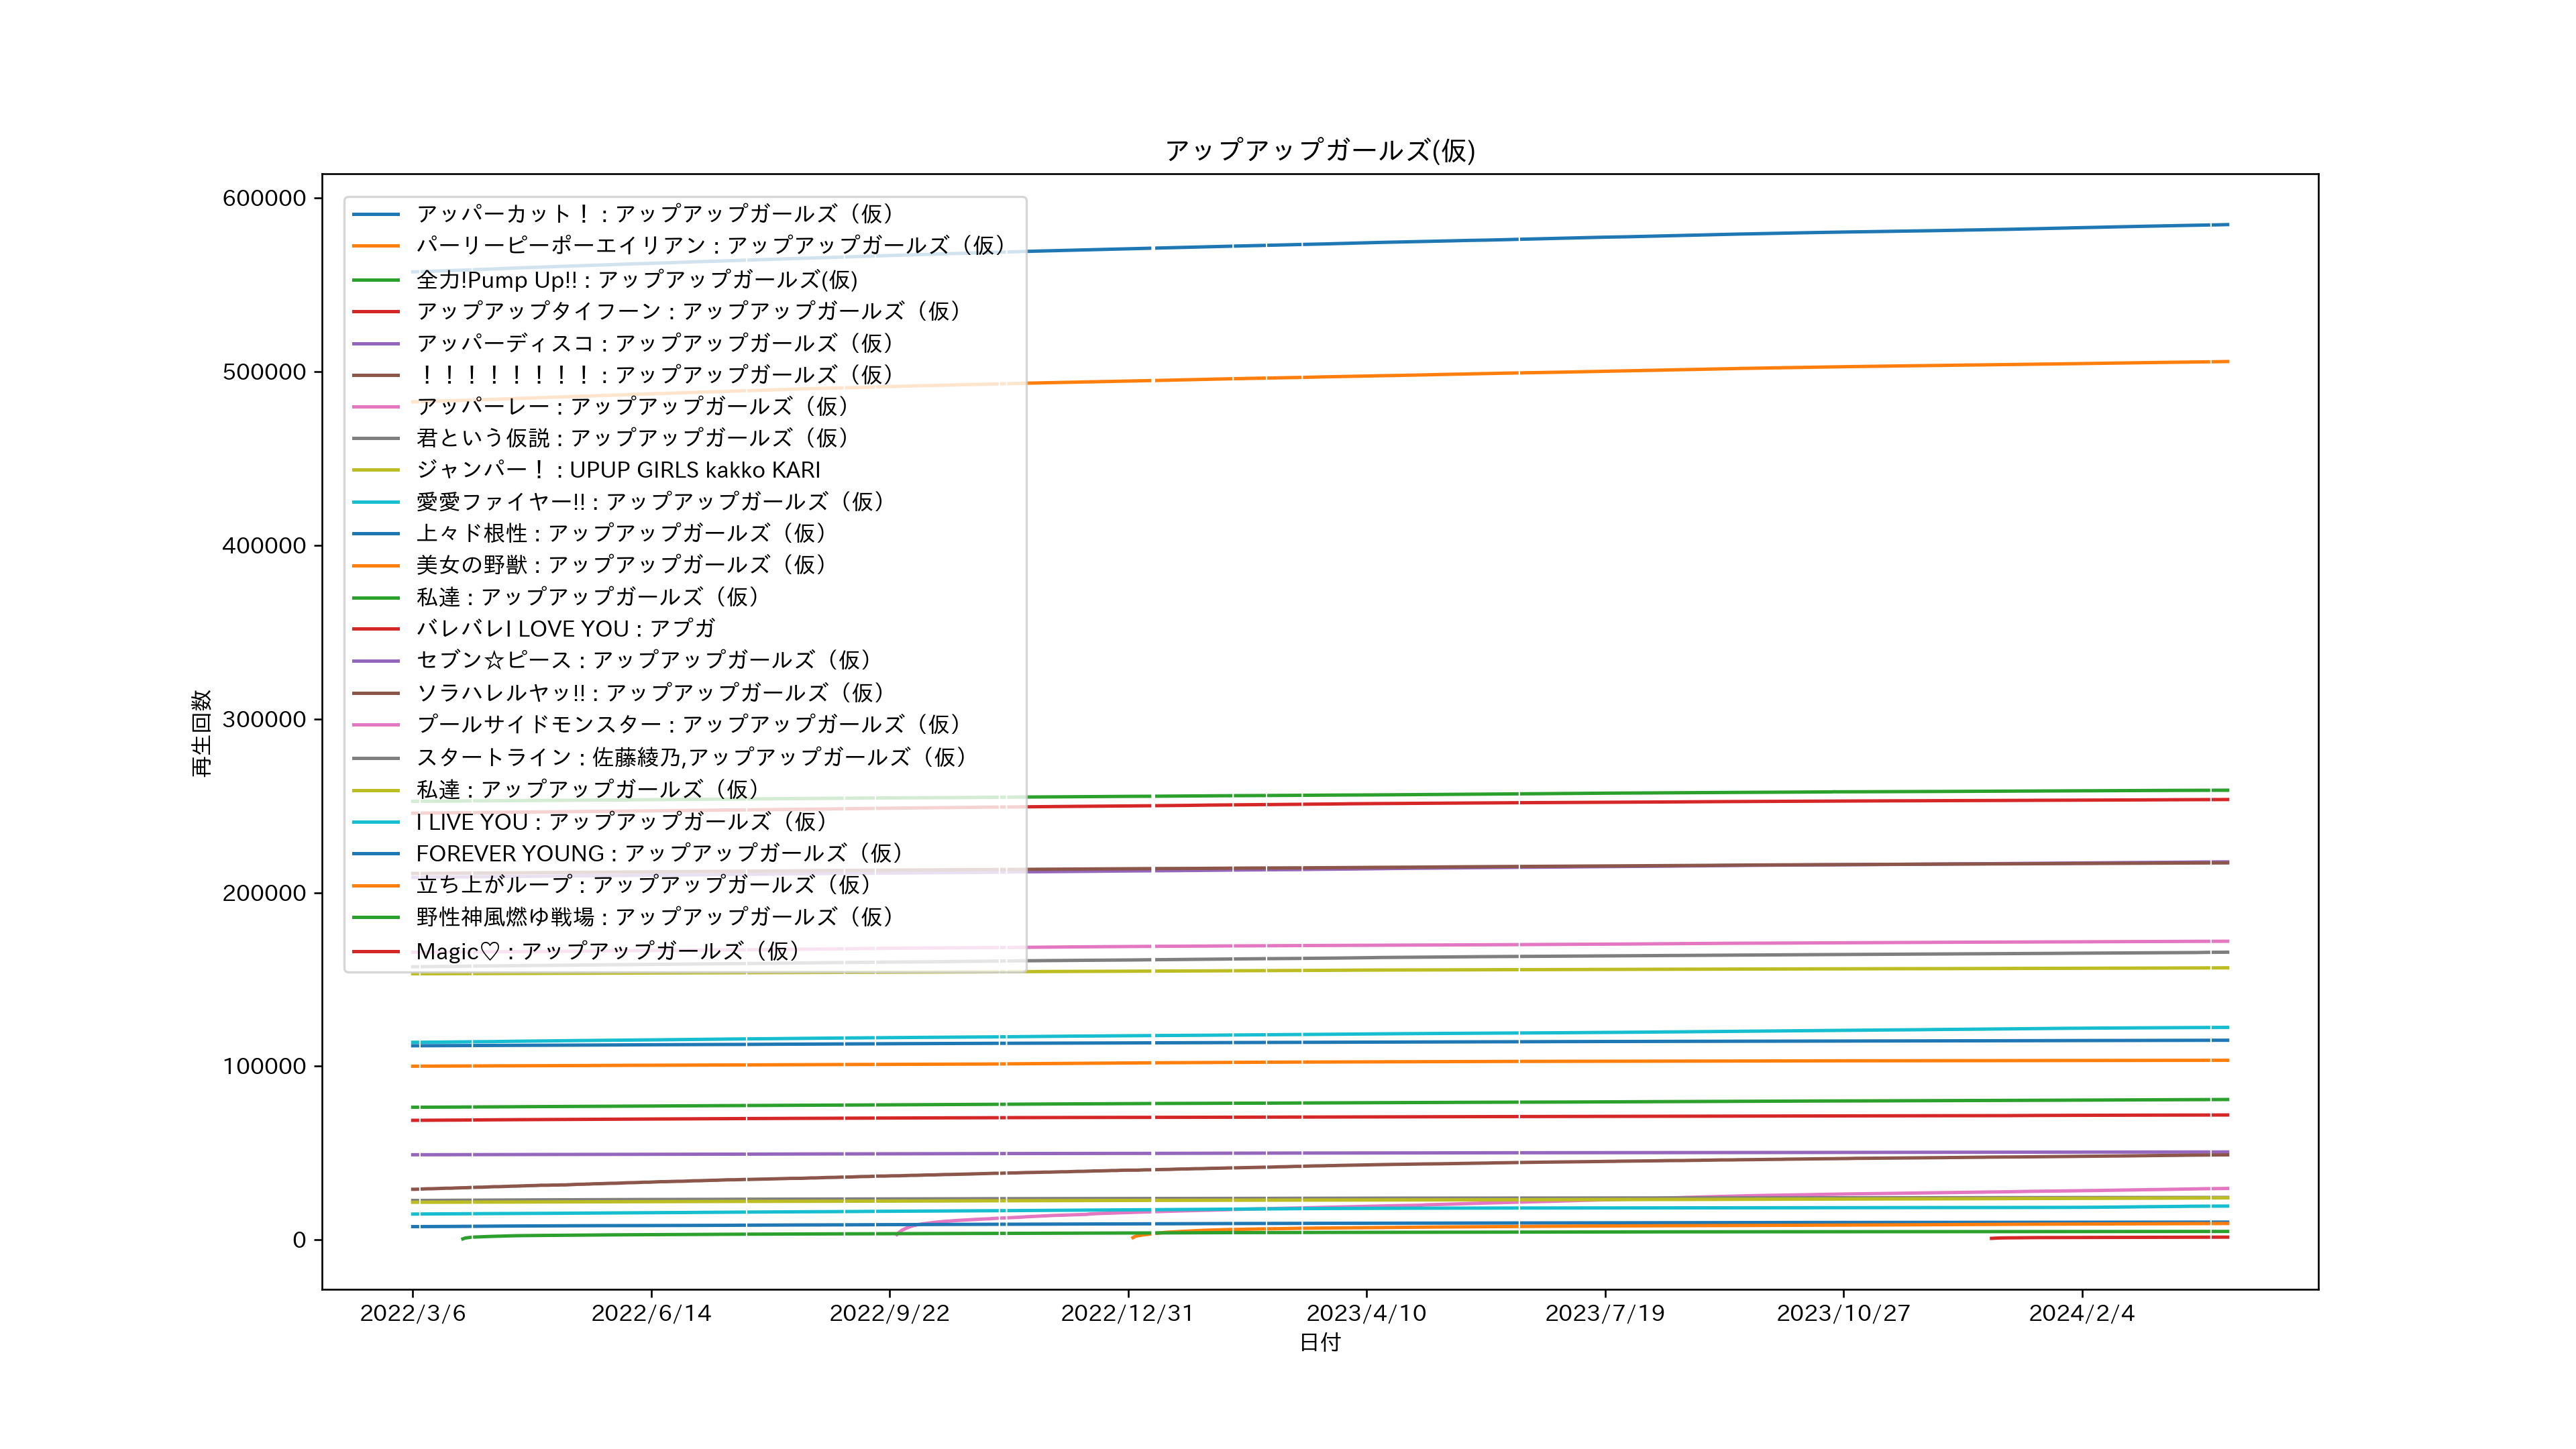 アップアップガールズ(仮)
600000
500000
400000
300000
200000
100000
0
再生回数
アッパーカット！ : アップアップガールズ（仮）
パーリーピーポーエイリアン : アップアップガールズ（仮）
全力!Pump Up!! : アップアップガールズ(仮)
アップアップタイフーン : アップアップガールズ（仮）
アッパーディスコ : アップアップガールズ（仮）
！！！！！！！！ : アップアップガールズ（仮）
アッパーレー : アップアップガールズ（仮）
君という仮説 : アップアップガールズ（仮）
ジャンパー！ : UPUP GIRLS kakko KARI
愛愛ファイヤー!! : アップアップガールズ（仮）
上々ド根性 : アップアップガールズ（仮）
美女の野獣 : アップアップガールズ（仮）
私達 : アップアップガールズ（仮）
バレバレI LOVE YOU : アプガ
セブン☆ピース : アップアップガールズ（仮）
ソラハレルヤッ!! : アップアップガールズ（仮）
プールサイドモンスター : アップアップガールズ（仮）
スタートライン : 佐藤綾乃,アップアップガールズ（仮）
私達 : アップアップガールズ（仮）
I LIVE YOU : アップアップガールズ（仮）
FOREVER YOUNG : アップアップガールズ（仮）
立ち上がループ : アップアップガールズ（仮）
野性神風燃ゆ戦場 : アップアップガールズ（仮）
Magic♡ : アップアップガールズ（仮）
2022/3/6 2022/6/14 2022/9/22 2022/12/31 2023/4/10 2023/7/19 2023/10/27 2024/2/4
日付